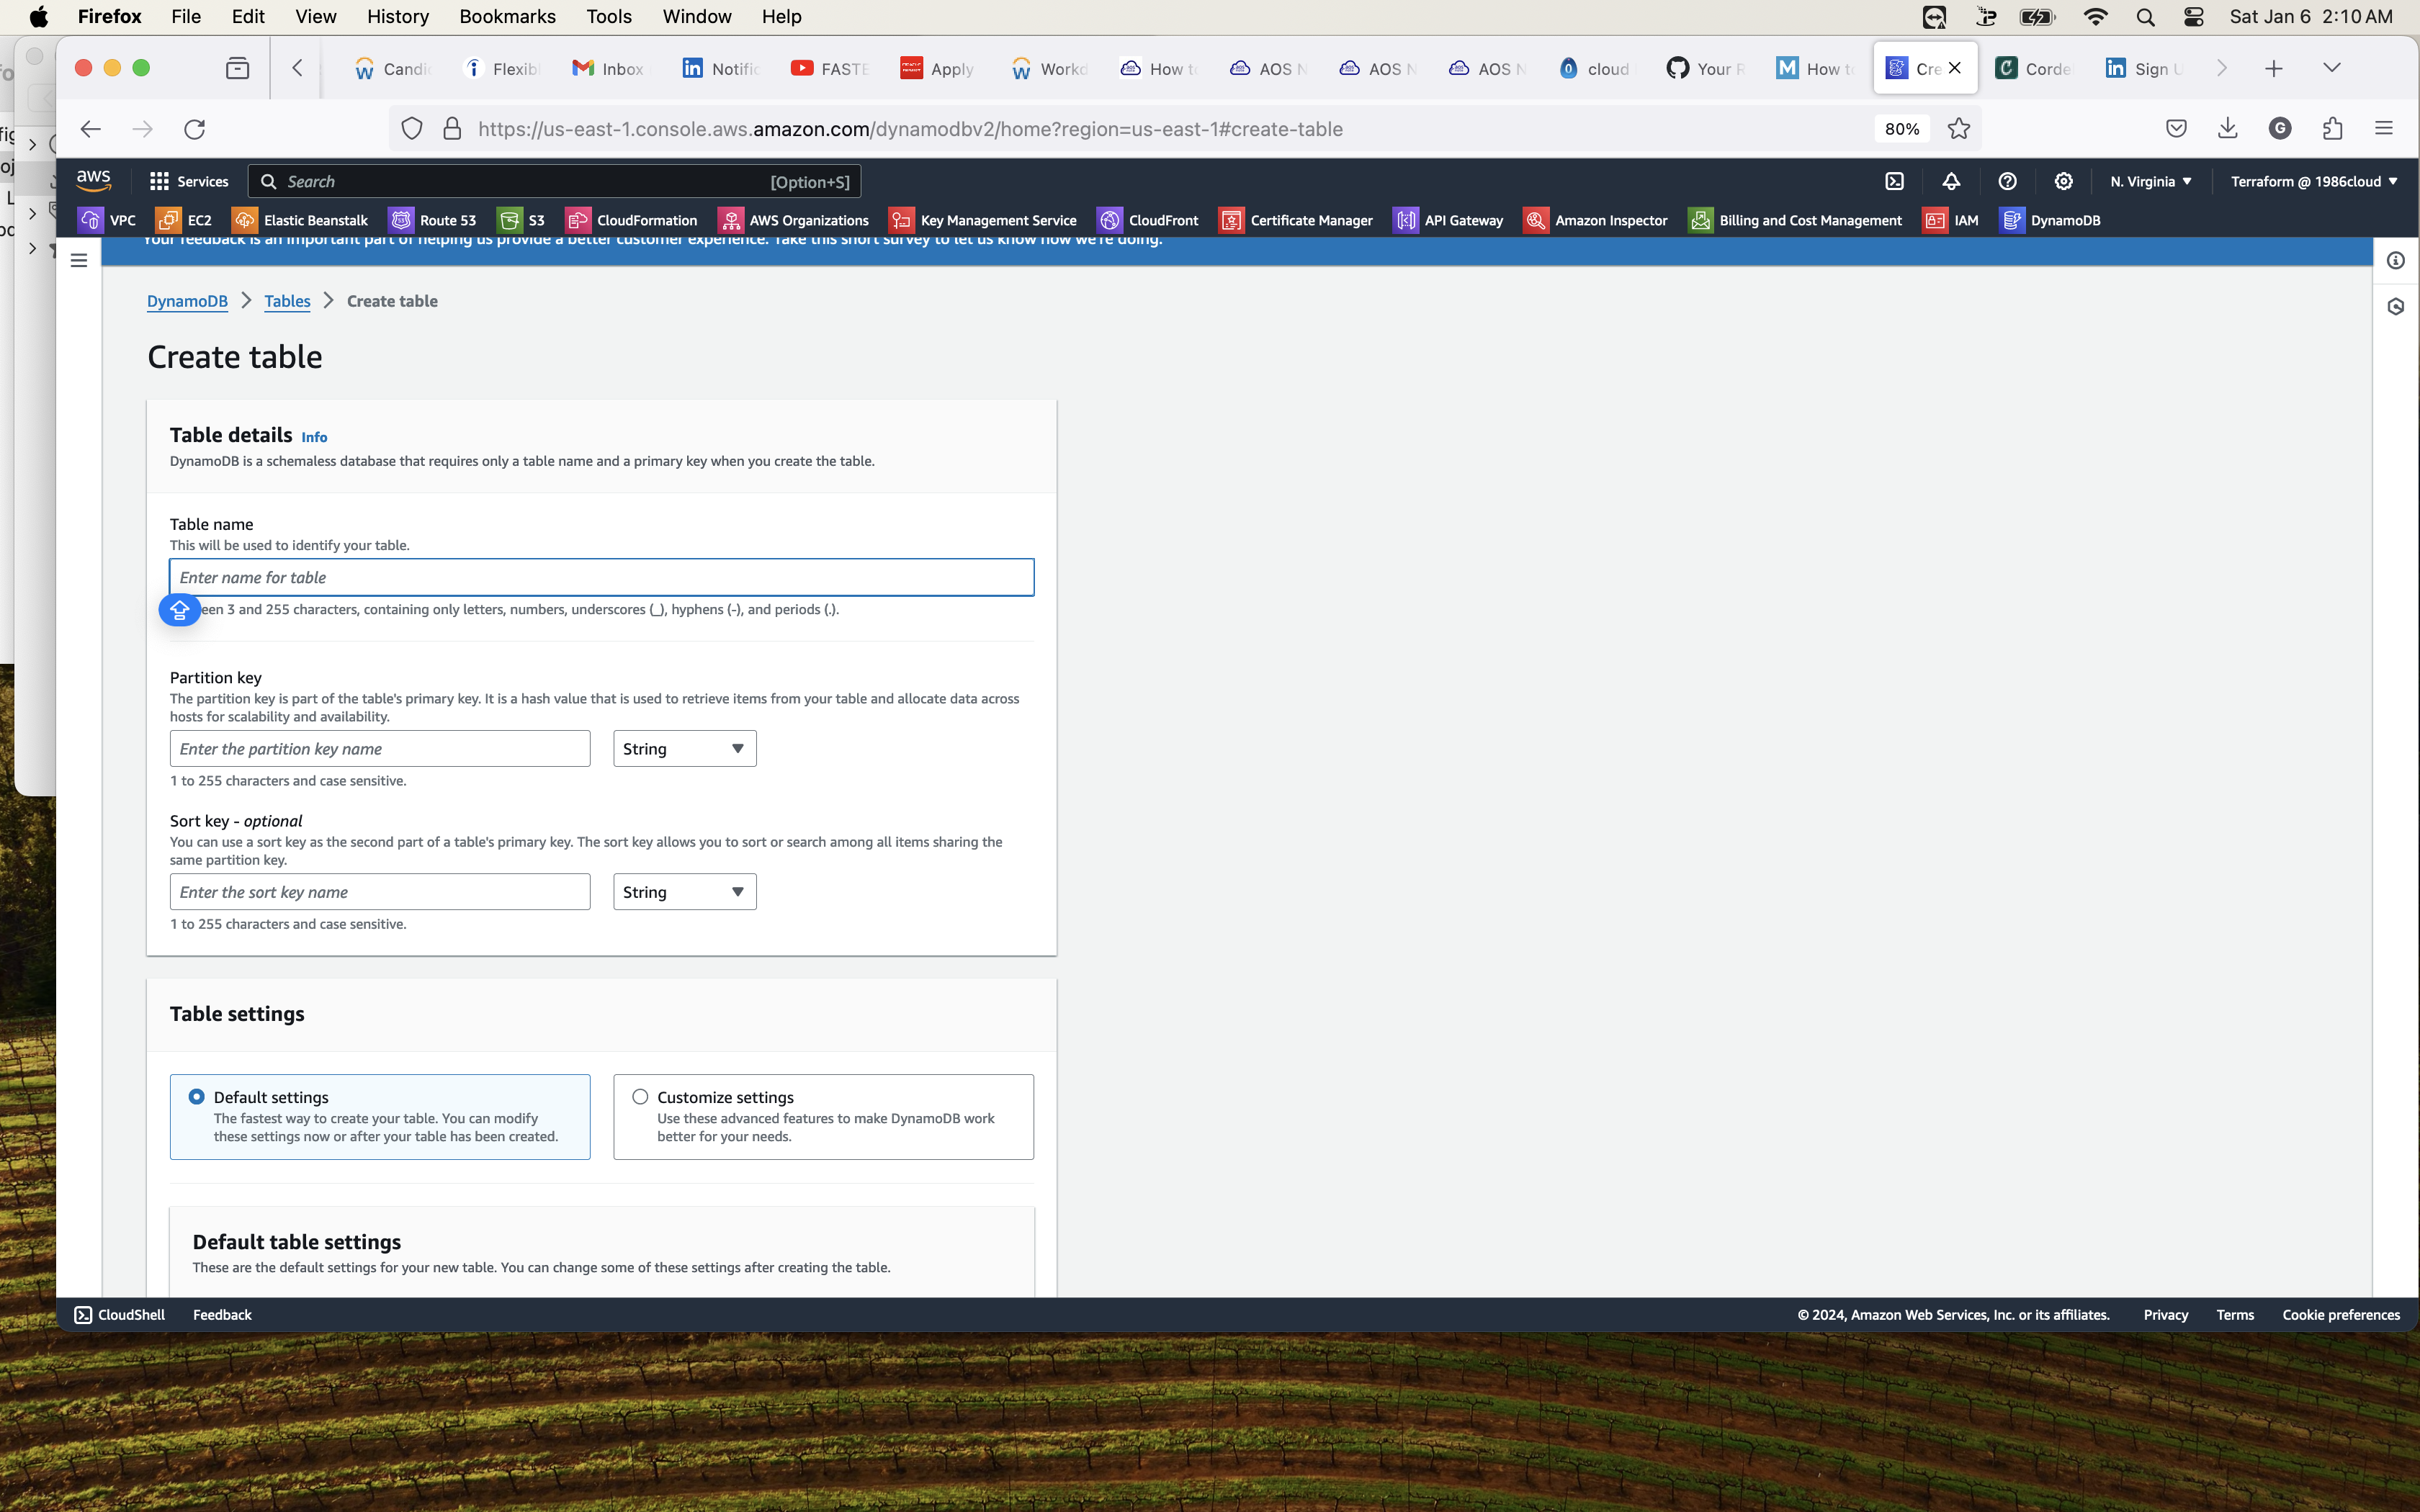 Firefox File Edit View History Bookmarks Tools Window Help Sat Jan 6 2:10 AM
Candi Flexib Inbox Notific FASTE Apply Workd How to AOS N AOS N AOS N cloud Your R How to Cre Corde Sign U
https://us-east-1.console.aws.amazon.com/dynamodbv2/home?region=us-east-1#create-table 80% G
aws Services Search [Option+S] N. Virginia Terraform @ 1986cloud
VPC EC2 Elastic Beanstalk Route 53 S3 CloudFormation AWS Organizations Key Management Service CloudFront Certificate Manager API Gateway Amazon Inspector Billing and Cost Management IAM DynamoDB
Your feedback is an important part of helping us provide a better customer experience. Take this short survey to let us know how we're doing.
DynamoDB Tables Create table
Create table
Table details Info
DynamoDB is a schemaless database that requires only a table name and a primary key when you create the table.
Table name
This will be used to identify your table.
Enter name for table
een 3 and 255 characters, containing only letters, numbers, underscores (_), hyphens (-), and periods (.).
Partition key
The partition key is part of the table's primary key. It is a hash value that is used to retrieve items from your table and allocate data across
hosts for scalability and availability.
Enter the partition key name String
1 to 255 characters and case sensitive.
Sort key - optional
You can use a sort key as the second part of a table's primary key. The sort key allows you to sort or search among all items sharing the
same partition key.
Enter the sort key name String
1 to 255 characters and case sensitive.
Table settings
Default settings
The fastest way to create your table. You can modify
these settings now or after your table has been created.
Customize settings
Use these advanced features to make DynamoDB work
better for your needs.
Default table settings
These are the default settings for your new table. You can change some of these settings after creating the table.
CloudShell Feedback © 2024, Amazon Web Services, Inc. or its affiliates. Privacy Terms Cookie preferences